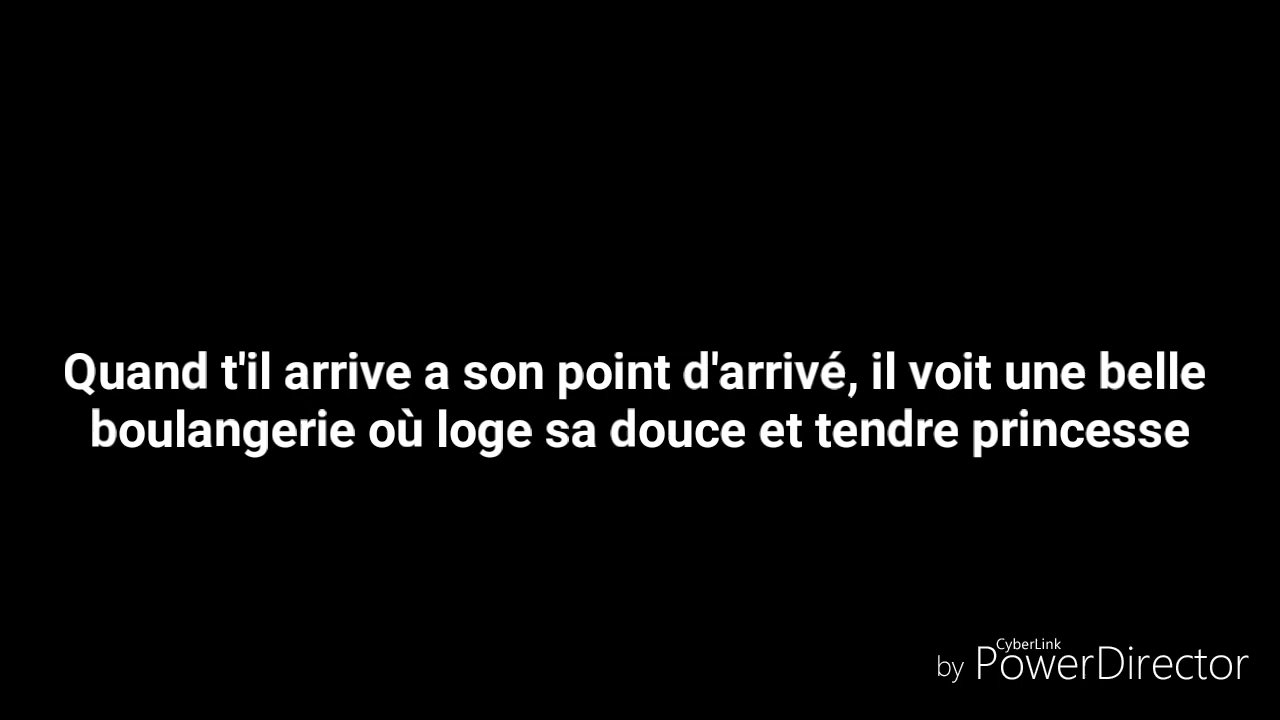 Quand t'il arrive a son point d'arrivé, il voit une belle
boulangerie où loge sa douce et tendre princesse
CyberLink
by PowerDirector